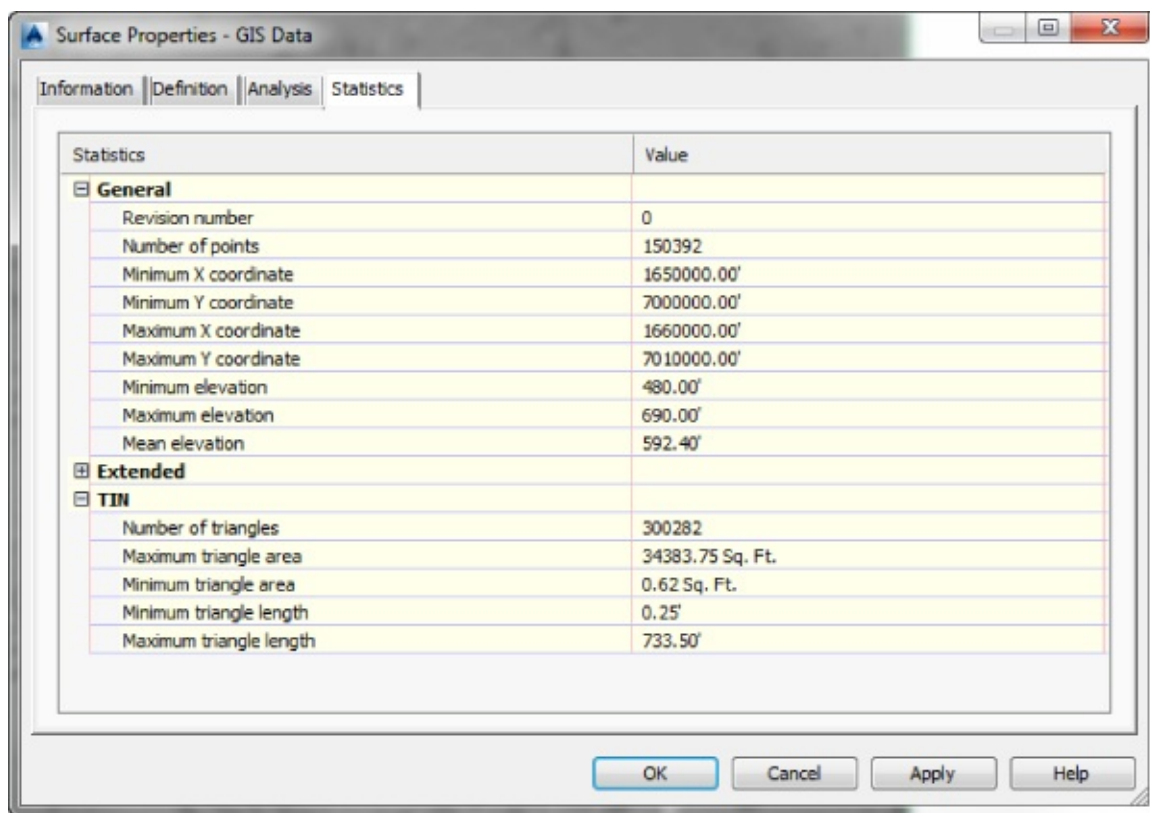 Surface Properties - GIS Data
Information Definition Analysis Statistics
Statistics Value
General
Revision number 0
Number of points 150392
Minimum X coordinate 1650000.00'
Minimum Y coordinate 7000000.00'
Maximum X coordinate 1660000.00'
Maximum Y coordinate 7010000.00'
Minimum elevation 480.00'
Maximum elevation 690.00'
Mean elevation 592.40'
Extended
TIN
Number of triangles 300282
Maximum triangle area 34383.75 Sq. Ft.
Minimum triangle area 0.62 Sq. Ft.
Minimum triangle length 0.25'
Maximum triangle length 733.50'
OK Cancel Apply Help